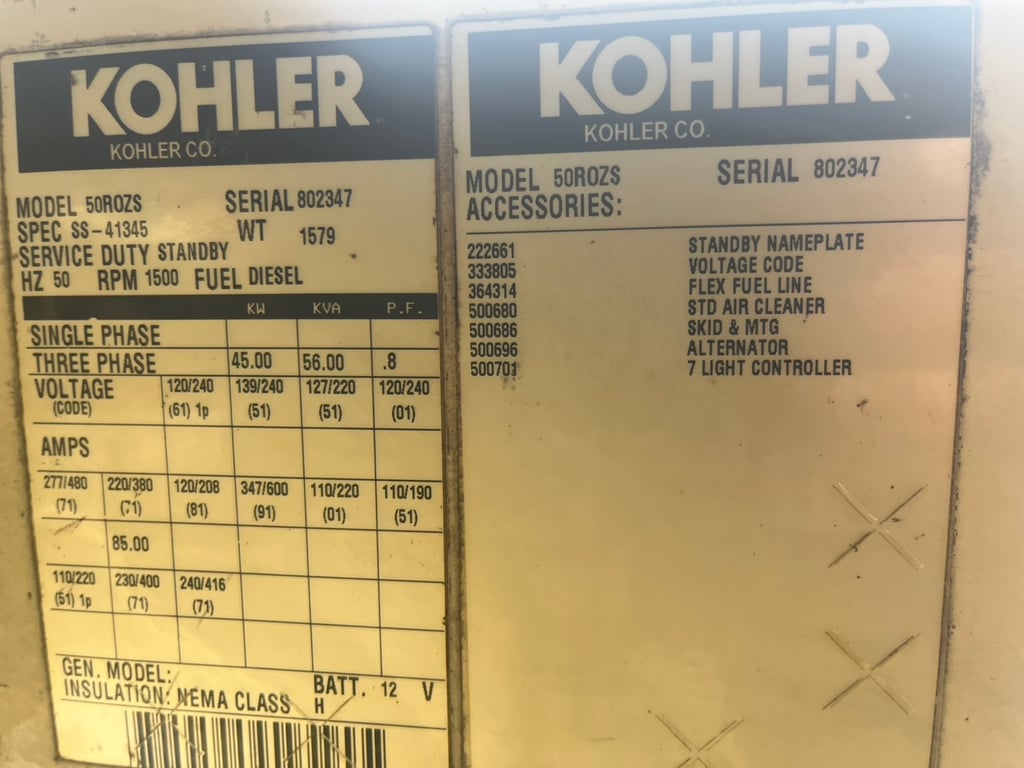 KOHLER
KOHLER CO.
MODEL 50ROZS SERIAL 802347
SPEC SS-41345 WT 1579
SERVICE DUTY STANDBY
HZ 50 RPM 1500 FUEL DIESEL
KW KVA P.F.
SINGLE PHASE
THREE PHASE 45.00 56.00 .8
VOLTAGE 120/240 139/240 127/220 120/240
(CODE) (61) 1p (51) (51) (01)
AMPS
277/480 220/380 120/208 347/600 110/220 110/190
(71) (71) (81) (91) (01) (51)
85.00
110/220 230/400 240/416
(51) 1p (71) (71)
GEN. MODEL: BATT. 12 V
INSULATION: NEMA CLASS H
KOHLER
KOHLER CO.
MODEL 50ROZS SERIAL 802347
ACCESSORIES:
222661 STANDBY NAMEPLATE
333805 VOLTAGE CODE
364314 FLEX FUEL LINE
500680 STD AIR CLEANER
500686 SKID & MTG
500696 ALTERNATOR
500701 7 LIGHT CONTROLLER